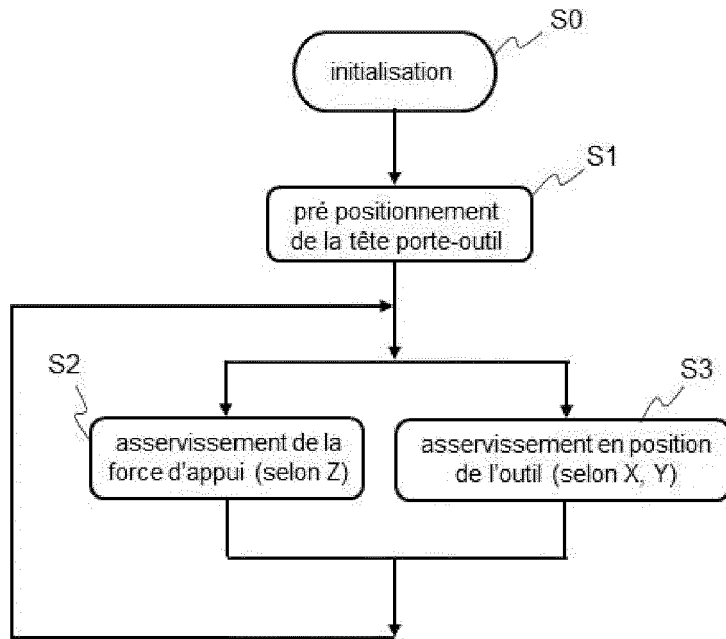 S0
initialisation
S1
pré positionnement
de la tête porte-outil
S2
S3
asservissement de la
force d'appui (selon Z)
asservissement en position
de l'outil (selon X, Y)